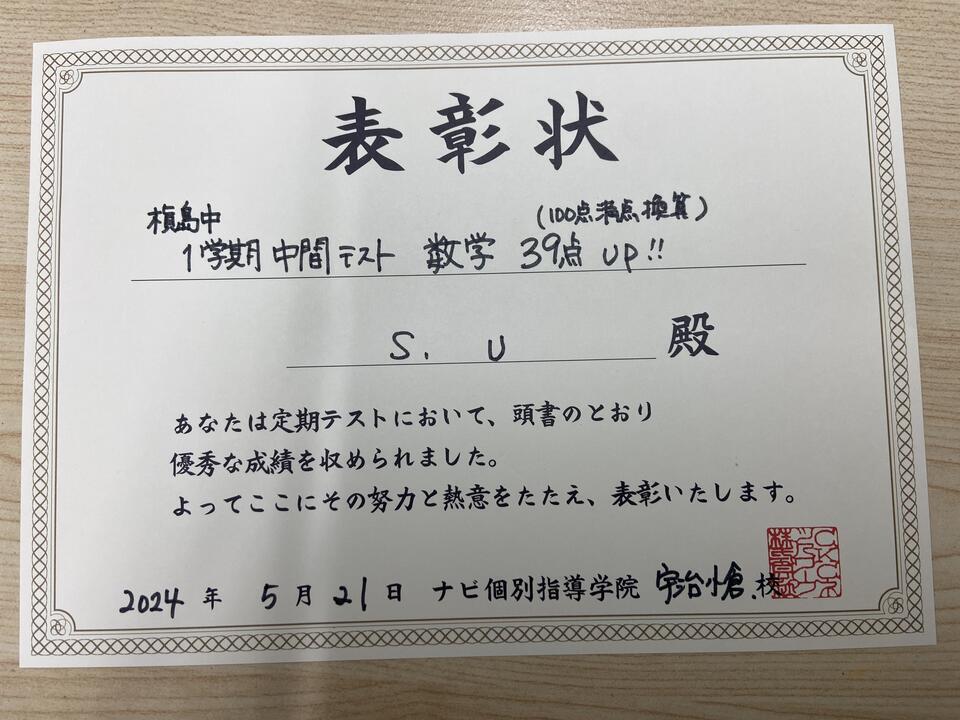 表彰状
槙島中 (100点満点換算)
1学期 中間テスト 数学 39点 up!!
S. U 殿
あなたは定期テストにおいて、頭書のとおり
優秀な成績を収められました。
よってここにその努力と熱意をたたえ、表彰いたします。
2024 年 5 月 21 日 ナビ個別指導学院 宇治小倉.校